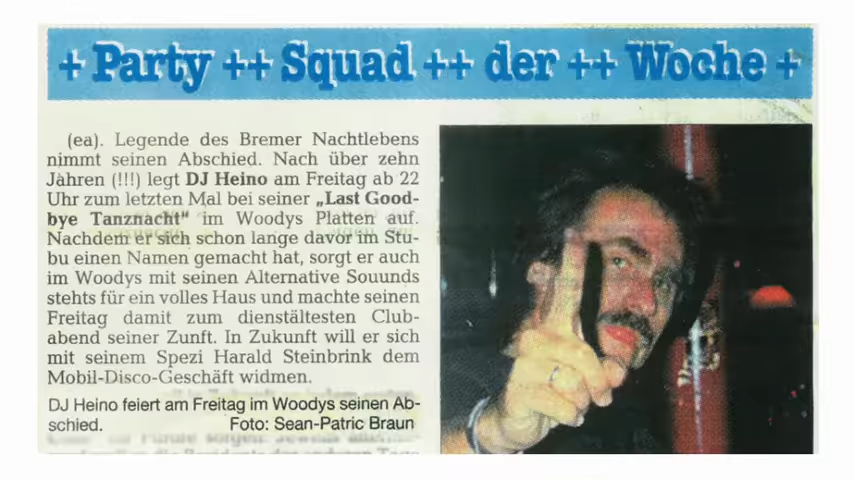 + Party ++ Squad ++ der ++ Woche +
(ea). Legende des Bremer Nachtlebens
nimmt seinen Abschied. Nach über zehn
Jahren (!!!) legt DJ Heino am Freitag ab 22
Uhr zum letzten Mal bei seiner „Last Good-
bye Tanznacht“ im Woodys Platten auf.
Nachdem er sich schon lange davor im Stu-
bu einen Namen gemacht hat, sorgt er auch
im Woodys mit seinen Alternative Souunds
stehts für ein volles Haus und machte seinen
Freitag damit zum dienstältesten Club-
abend seiner Zunft. In Zukunft will er sich
mit seinem Spezi Harald Steinbrink dem
Mobil-Disco-Geschäft widmen.
DJ Heino feiert am Freitag im Woodys seinen Ab-
schied. Foto: Sean-Patric Braun